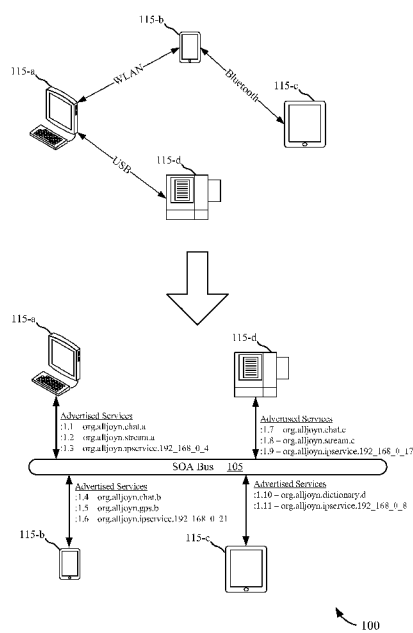 115-b
115-a
WLAN
Bluetooth
115-c
USB
115-d
115-a
115-d
Advertised Services
:1.1 – org.alljoyn.chat.a
:1.2 – org.alljoyn.stream.a
:1.3 – org.alljoyn.ipservice.192_168_0_4
Advertised Services
:1.7 – org.alljoyn.chat.c
:1.8 – org.alljoyn.stream.c
:1.9 – org.alljoyn.ipservice.192_168_0_17
SOA Bus 105
Advertised Services
:1.4 – org.alljoyn.chat.b
:1.5 – org.alljoyn.gps.b
:1.6 – org.alljoyn.ipservice.192_168_0_21
Advertised Services
:1.10 – org.alljoyn.dictionary.d
:1.11 – org.alljoyn.ipservice.192_168_0_8
115-b
115-c
100